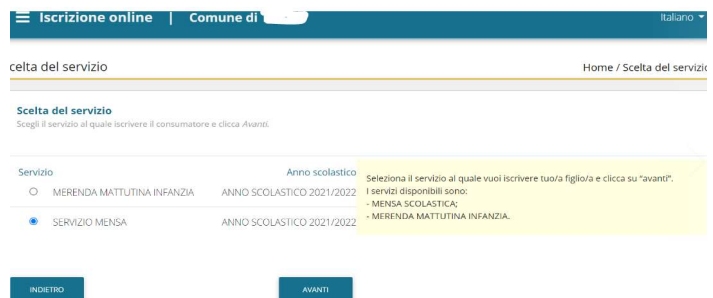 Iscrizione online | Comune di
Italiano
celta del servizio
Home / Scelta del servizio
Scelta del servizio
Scegli il servizio al quale iscrivere il consumatore e clicca Avanti.
Servizio Anno scolastico
MERENDA MATTUTINA INFANZIA ANNO SCOLASTICO 2021/2022
SERVIZIO MENSA ANNO SCOLASTICO 2021/2022
Seleziona il servizio al quale vuoi iscrivere tuo/a figlio/a e clicca su "avanti".
I servizi disponibili sono:
- MENSA SCOLASTICA;
- MERENDA MATTUTINA INFANZIA.
INDIETRO AVANTI